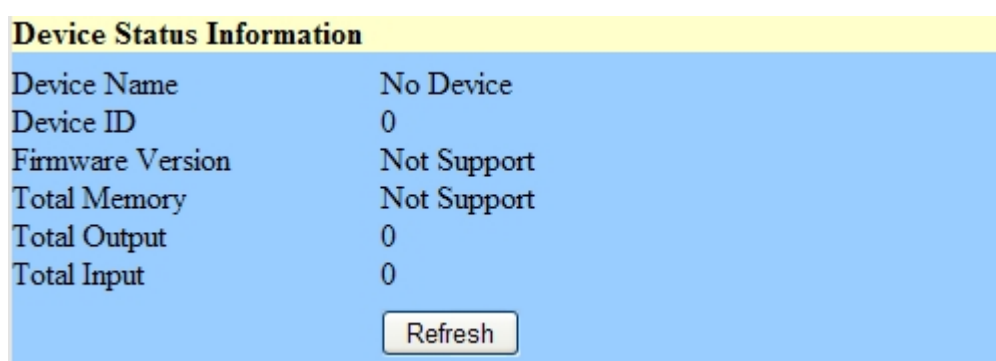 Device Status Information
Device Name No Device
Device ID 0
Firmware Version Not Support
Total Memory Not Support
Total Output 0
Total Input 0
Refresh